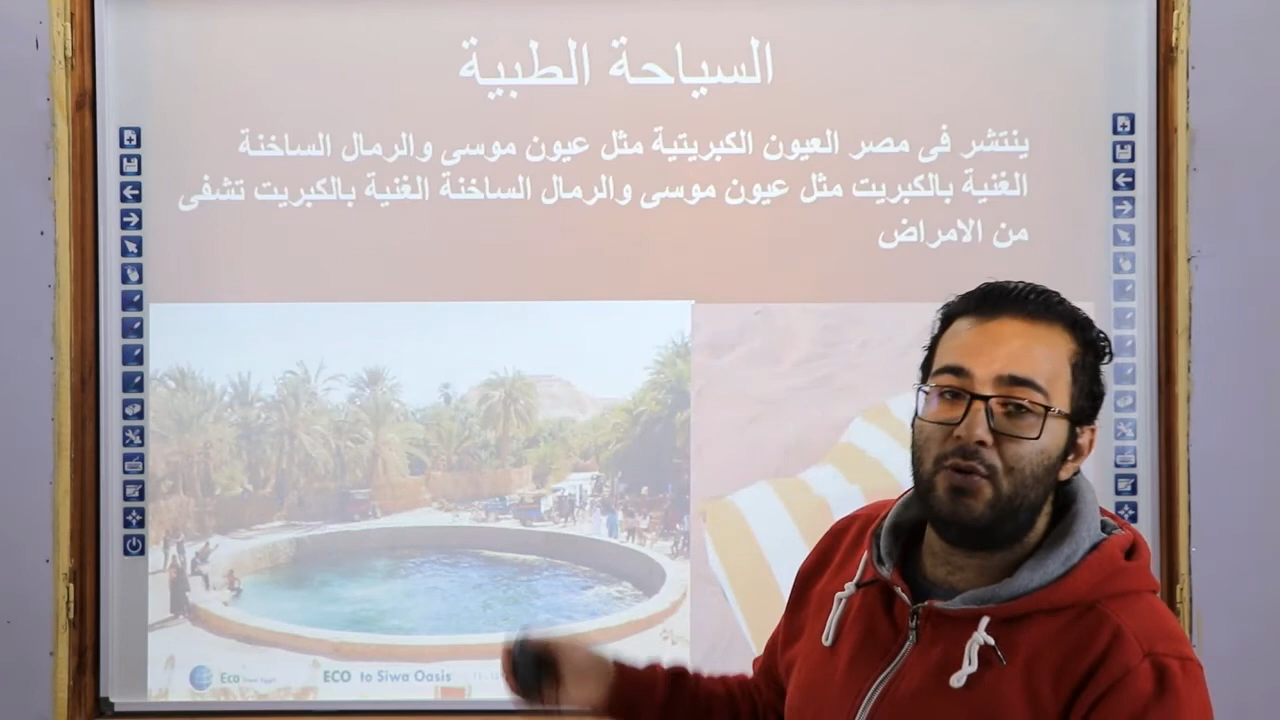 السياحة الطبية
ينتشر فى مصر العيون الكبريتية مثل عيون موسى والرمال الساخنة
الغنية بالكبريت مثل عيون موسى والرمال الساخنة الغنية بالكبريت تشفى
من الامراض
Eco
ECO to Siwa Oasis